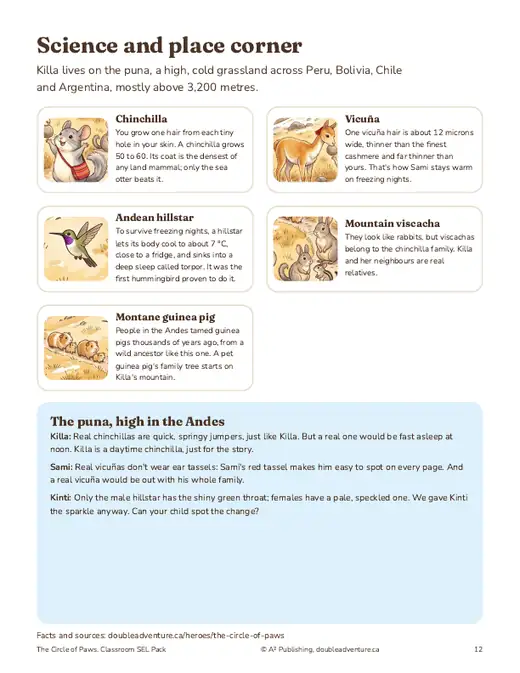 Science and place corner
Killa lives on the puna, a high, cold grassland across Peru, Bolivia, Chile
and Argentina, mostly above 3,200 metres.
Chinchilla
You grow one hair from each tiny
hole in your skin. A chinchilla grows
50 to 60. Its coat is the densest of
any land mammal; only the sea
otter beats it.
Vicuña
One vicuña hair is about 12 microns
wide, thinner than the finest
cashmere and far thinner than
yours. That's how Sami stays warm
on freezing nights.
Andean hillstar
To survive freezing nights, a hillstar
lets its body cool to about 7 °C,
close to a fridge, and sinks into a
deep sleep called torpor. It was the
first hummingbird proven to do it.
Mountain viscacha
They look like rabbits, but viscachas
belong to the chinchilla family. Killa
and her neighbours are real
relatives.
Montane guinea pig
People in the Andes tamed guinea
pigs thousands of years ago, from a
wild ancestor like this one. A pet
guinea pig's family tree starts on
Killa's mountain.
The puna, high in the Andes
Killa: Real chinchillas are quick, springy jumpers, just like Killa. But a real one would be fast asleep at
noon. Killa is a daytime chinchilla, just for the story.
Sami: Real vicuñas don't wear ear tassels: Sami's red tassel makes him easy to spot on every page. And
a real vicuña would be out with his whole family.
Kinti: Only the male hillstar has the shiny green throat; females have a pale, speckled one. We gave Kinti
the sparkle anyway. Can your child spot the change?
Facts and sources: doubleadventure.ca/heroes/the-circle-of-paws
The Circle of Paws. Classroom SEL Pack
© A² Publishing, doubleadventure.ca
12